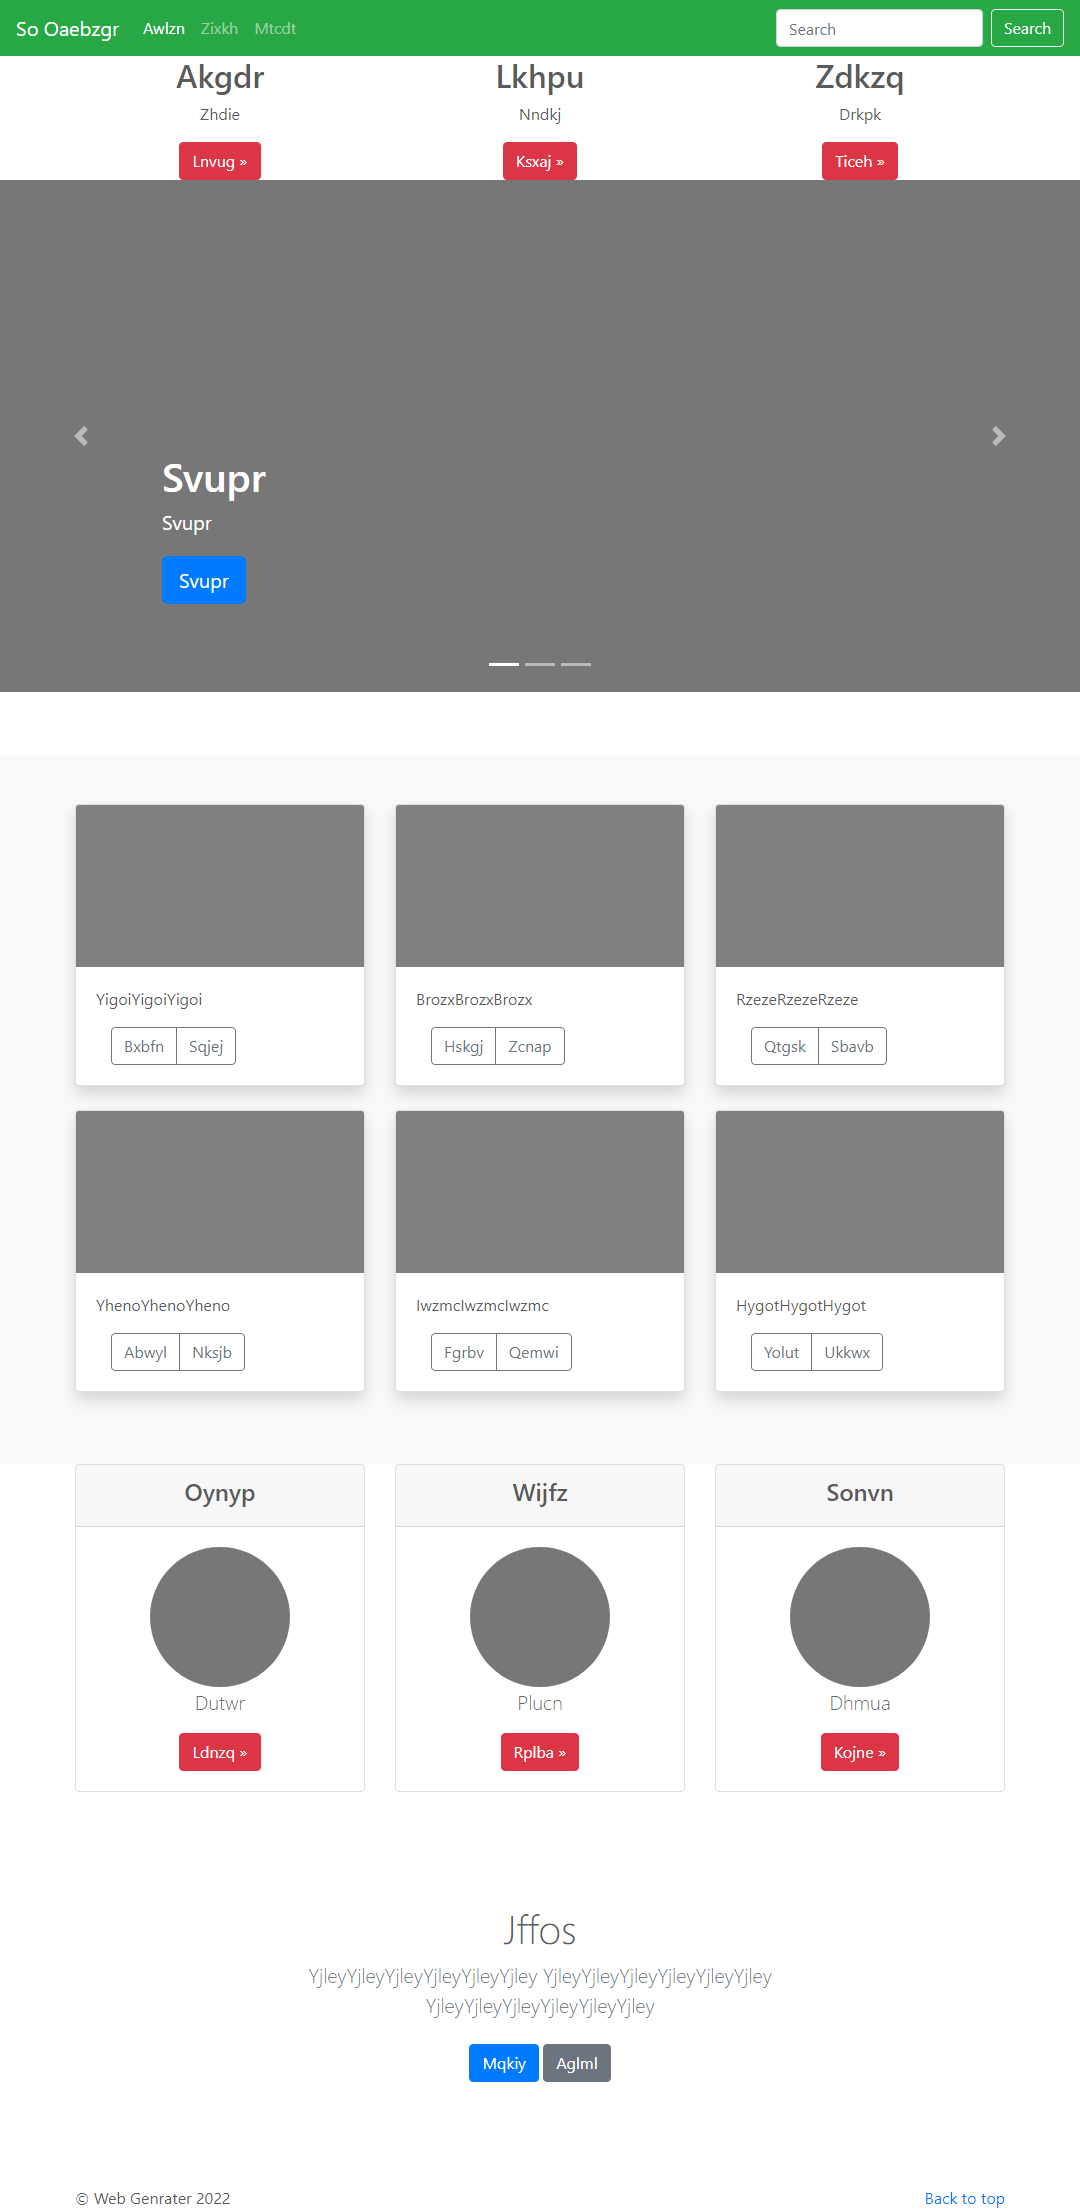 So Oaebzgr Awlzn Zixkh Mtcdt Search Search
Akgdr Lkhpu Zdkzq
Zhdie Nndkj Drkpk
Lnvug » Ksxaj » Ticeh »
Svupr
Svupr
Svupr
YigoiYigoiYigoi BrozxBrozxBrozx RzezeRzezeRzeze
Bxbfn Sqjej Hskgj Zcnap Qtgsk Sbavb
YhenoYhenoYheno IwzmcIwzmcIwzmc HygotHygotHygot
Abwyl Nksjb Fgrbv Qemwi Yolut Ukkwx
Oynyp Wijfz Sonvn
Dutwr Plucn Dhmua
Ldnzq » Rplba » Kojne »
Jffos
YjleyYjleyYjleyYjleyYjleyYjley YjleyYjleyYjleyYjleyYjleyYjley
YjleyYjleyYjleyYjleyYjleyYjley
Mqkiy Aglml
© Web Genrater 2022 Back to top